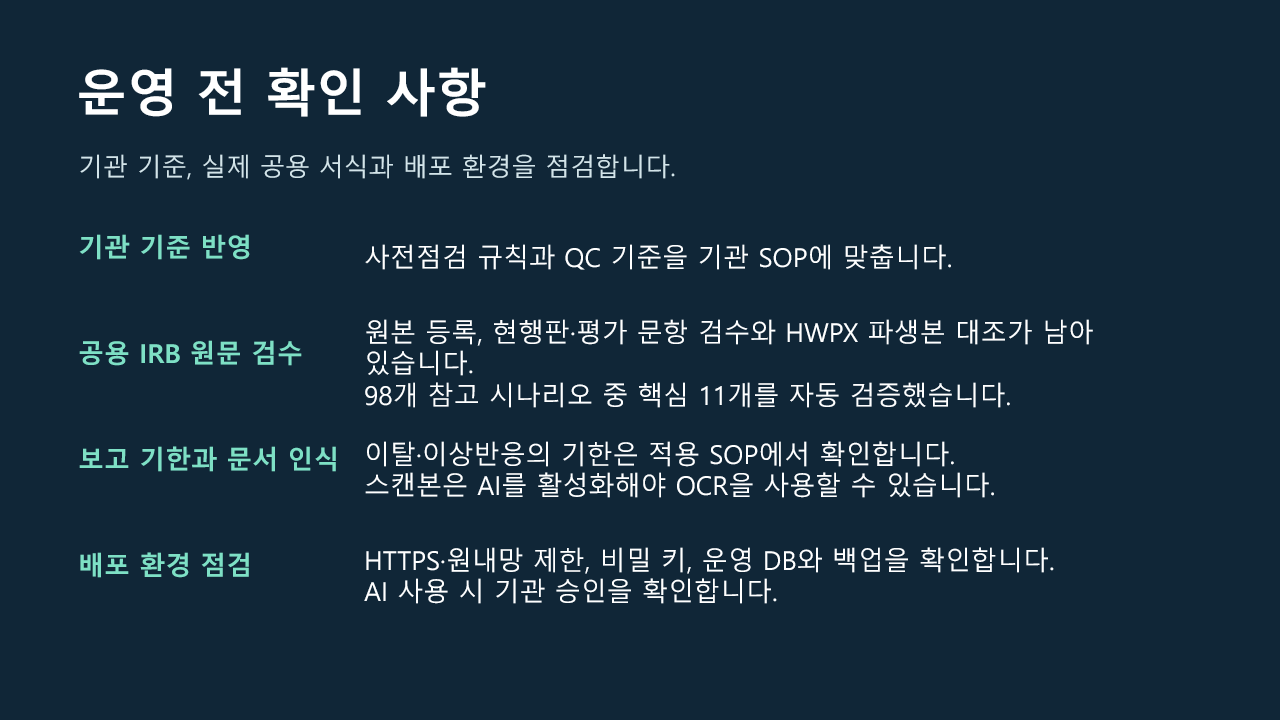 운영 전 확인 사항
기관 기준, 실제 공용 서식과 배포 환경을 점검합니다.
기관 기준 반영
사전점검 규칙과 QC 기준을 기관 SOP에 맞춥니다.
공용 IRB 원문 검수
원본 등록, 현행판·평가 문항 검수와 HWPX 파생본 대조가 남아
있습니다.
98개 참고 시나리오 중 핵심 11개를 자동 검증했습니다.
보고 기한과 문서 인식
이탈·이상반응의 기한은 적용 SOP에서 확인합니다.
스캔본은 AI를 활성화해야 OCR을 사용할 수 있습니다.
배포 환경 점검
HTTPS·원내망 제한, 비밀 키, 운영 DB와 백업을 확인합니다.
AI 사용 시 기관 승인을 확인합니다.